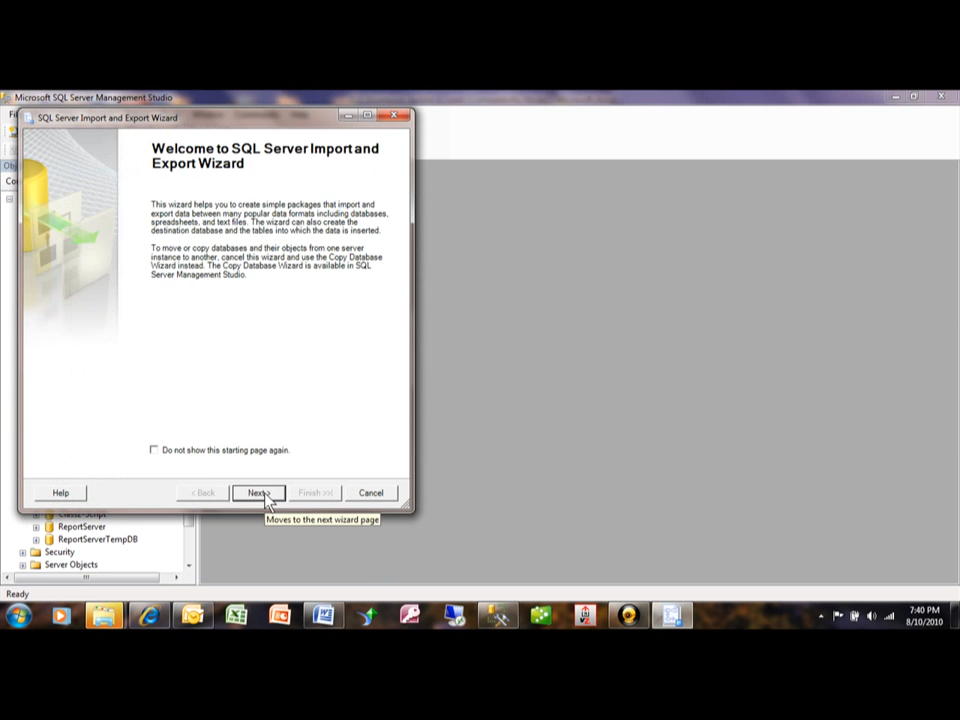 Microsoft SQL Server Management Studio
SQL Server Import and Export Wizard
Welcome to SQL Server Import and
Export Wizard
This wizard helps you to create simple packages that import and
export data between many popular data formats including databases,
spreadsheets, and text files. The wizard can also create the
destination database and the tables into which the data is inserted.
To move or copy databases and their objects from one server
instance to another, cancel this wizard and use the Copy Database
Wizard instead. The Copy Database Wizard is available in SQL
Server Management Studio.
Do not show this starting page again.
Help
< Back
Next >
Finish >>|
Cancel
Moves to the next wizard page
ReportServer
ReportServerTempDB
Security
Server Objects
Ready
7:40 PM
8/10/2010